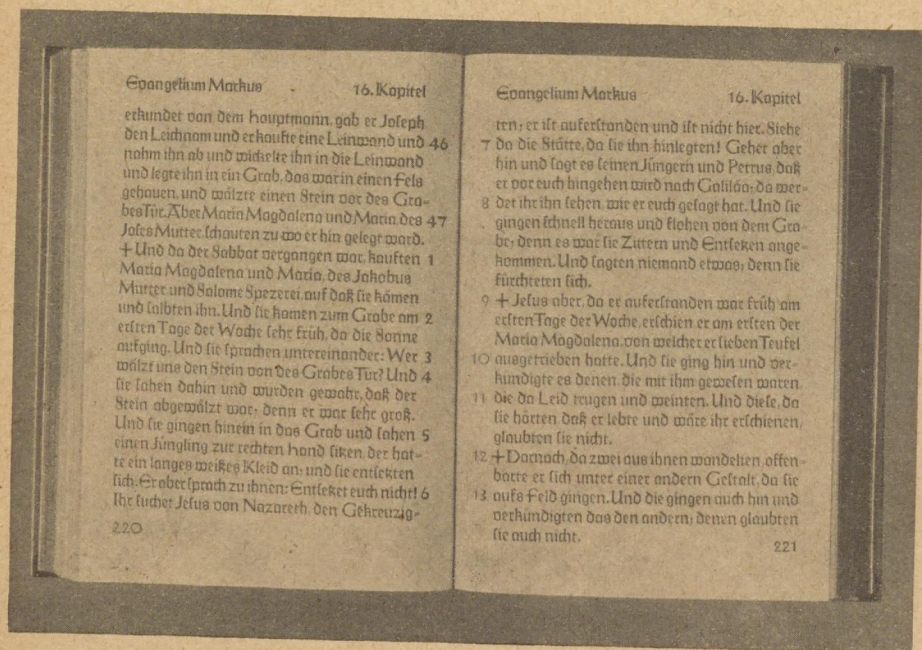 Evangelium Markus 16. Kapitel
erkundet von dem Hauptmann, gab er Joseph
den Leichnam und er kaufte eine Leinwand und 46
nahm ihn ab und wickelte ihn in die Leinwand
und legte ihn in ein Grab, das war in einen Fels
gehauen, und wälzte einen Stein vor des Gra-
bes Tür. Aber Maria Magdalena und Maria des 47
Joses Mutter schauten zu wo er hin gelegt ward.
+ Und da der Sabbat vergangen war, kauften 1
Maria Magdalena und Maria, des Jakobus
Mutter und Salome Spezerei, auf daß sie kämen
und salbten ihn. Und sie kamen zum Grabe am 2
ersten Tage der Woche sehr früh, da die Sonne
aufging. Und sie sprachen untereinander: Wer 3
wälzt uns den Stein von des Grabes Tür? Und 4
sie sahen dahin und wurden gewahr, daß der
Stein abgewälzt war; denn er war sehr groß.
Und sie gingen hinein in das Grab und sahen 5
einen Jüngling zur rechten Hand sitzen, der hat-
te ein langes weißes Kleid an; und sie entsetzten
sich. Er aber sprach zu ihnen: Entsetzet euch nicht! 6
Ihr suchet Jesus von Nazareth, den Gekreuzig-
220
Evangelium Markus 16. Kapitel
ten; er ist auferstanden und ist nicht hier. Siehe
7 da die Stätte, da sie ihn hinlegten! Gehet aber
hin und sagt es seinen Jüngern und Petrus, daß
er vor euch hingehen wird nach Galiläa; da wer-
8 det ihr ihn sehen, wie er euch gesagt hat. Und sie
gingen schnell heraus und flohen von dem Gra-
be; denn es war sie Zittern und Entsetzen ange-
kommen. Und sagten niemand etwas; denn sie
fürchteten sich.
9 + Jesus aber, da er auferstanden war früh am
ersten Tage der Woche, erschien er am ersten der
Maria Magdalena, von welcher er sieben Teufel
10 ausgetrieben hatte. Und sie ging hin und ver-
kündigte es denen, die mit ihm gewesen waren,
11 die da Leid trugen und weinten. Und diese, da
sie hörten daß er lebte und wäre ihr erschienen,
glaubten sie nicht.
12 + Darnach, da zwei aus ihnen wandelten, offen-
barte er sich unter einer andern Gestalt, da sie
13 aufs Feld gingen. Und die gingen auch hin und
verkündigten das den andern; denen glaubten
sie auch nicht.
221